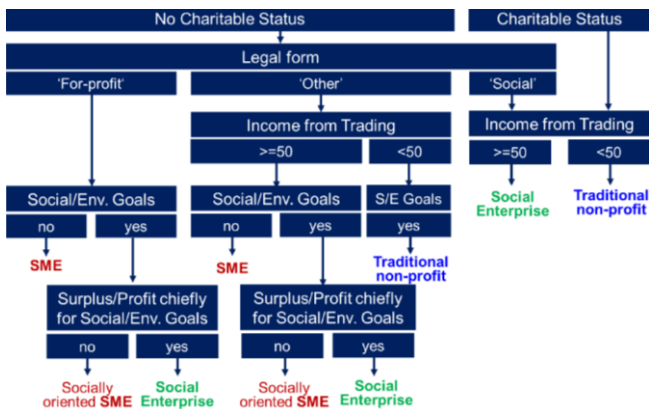 No Charitable Status
Charitable Status
Legal form
‘For-profit‘
‘Other’
‘Social’
Income from Trading
Income from Trading
>=50
<50
>=50
<50
Social/Env. Goals
Social/Env. Goals
S/E Goals
Social
Enterprise
Traditional
non-profit
no
yes
no
yes
yes
SME
SME
Traditional
non-profit
Surplus/Profit chiefly
for Social/Env. Goals
Surplus/Profit chiefly
for Social/Env. Goals
no
yes
no
yes
Socially
oriented SME
Social
Enterprise
Socially
oriented SME
Social
Enterprise